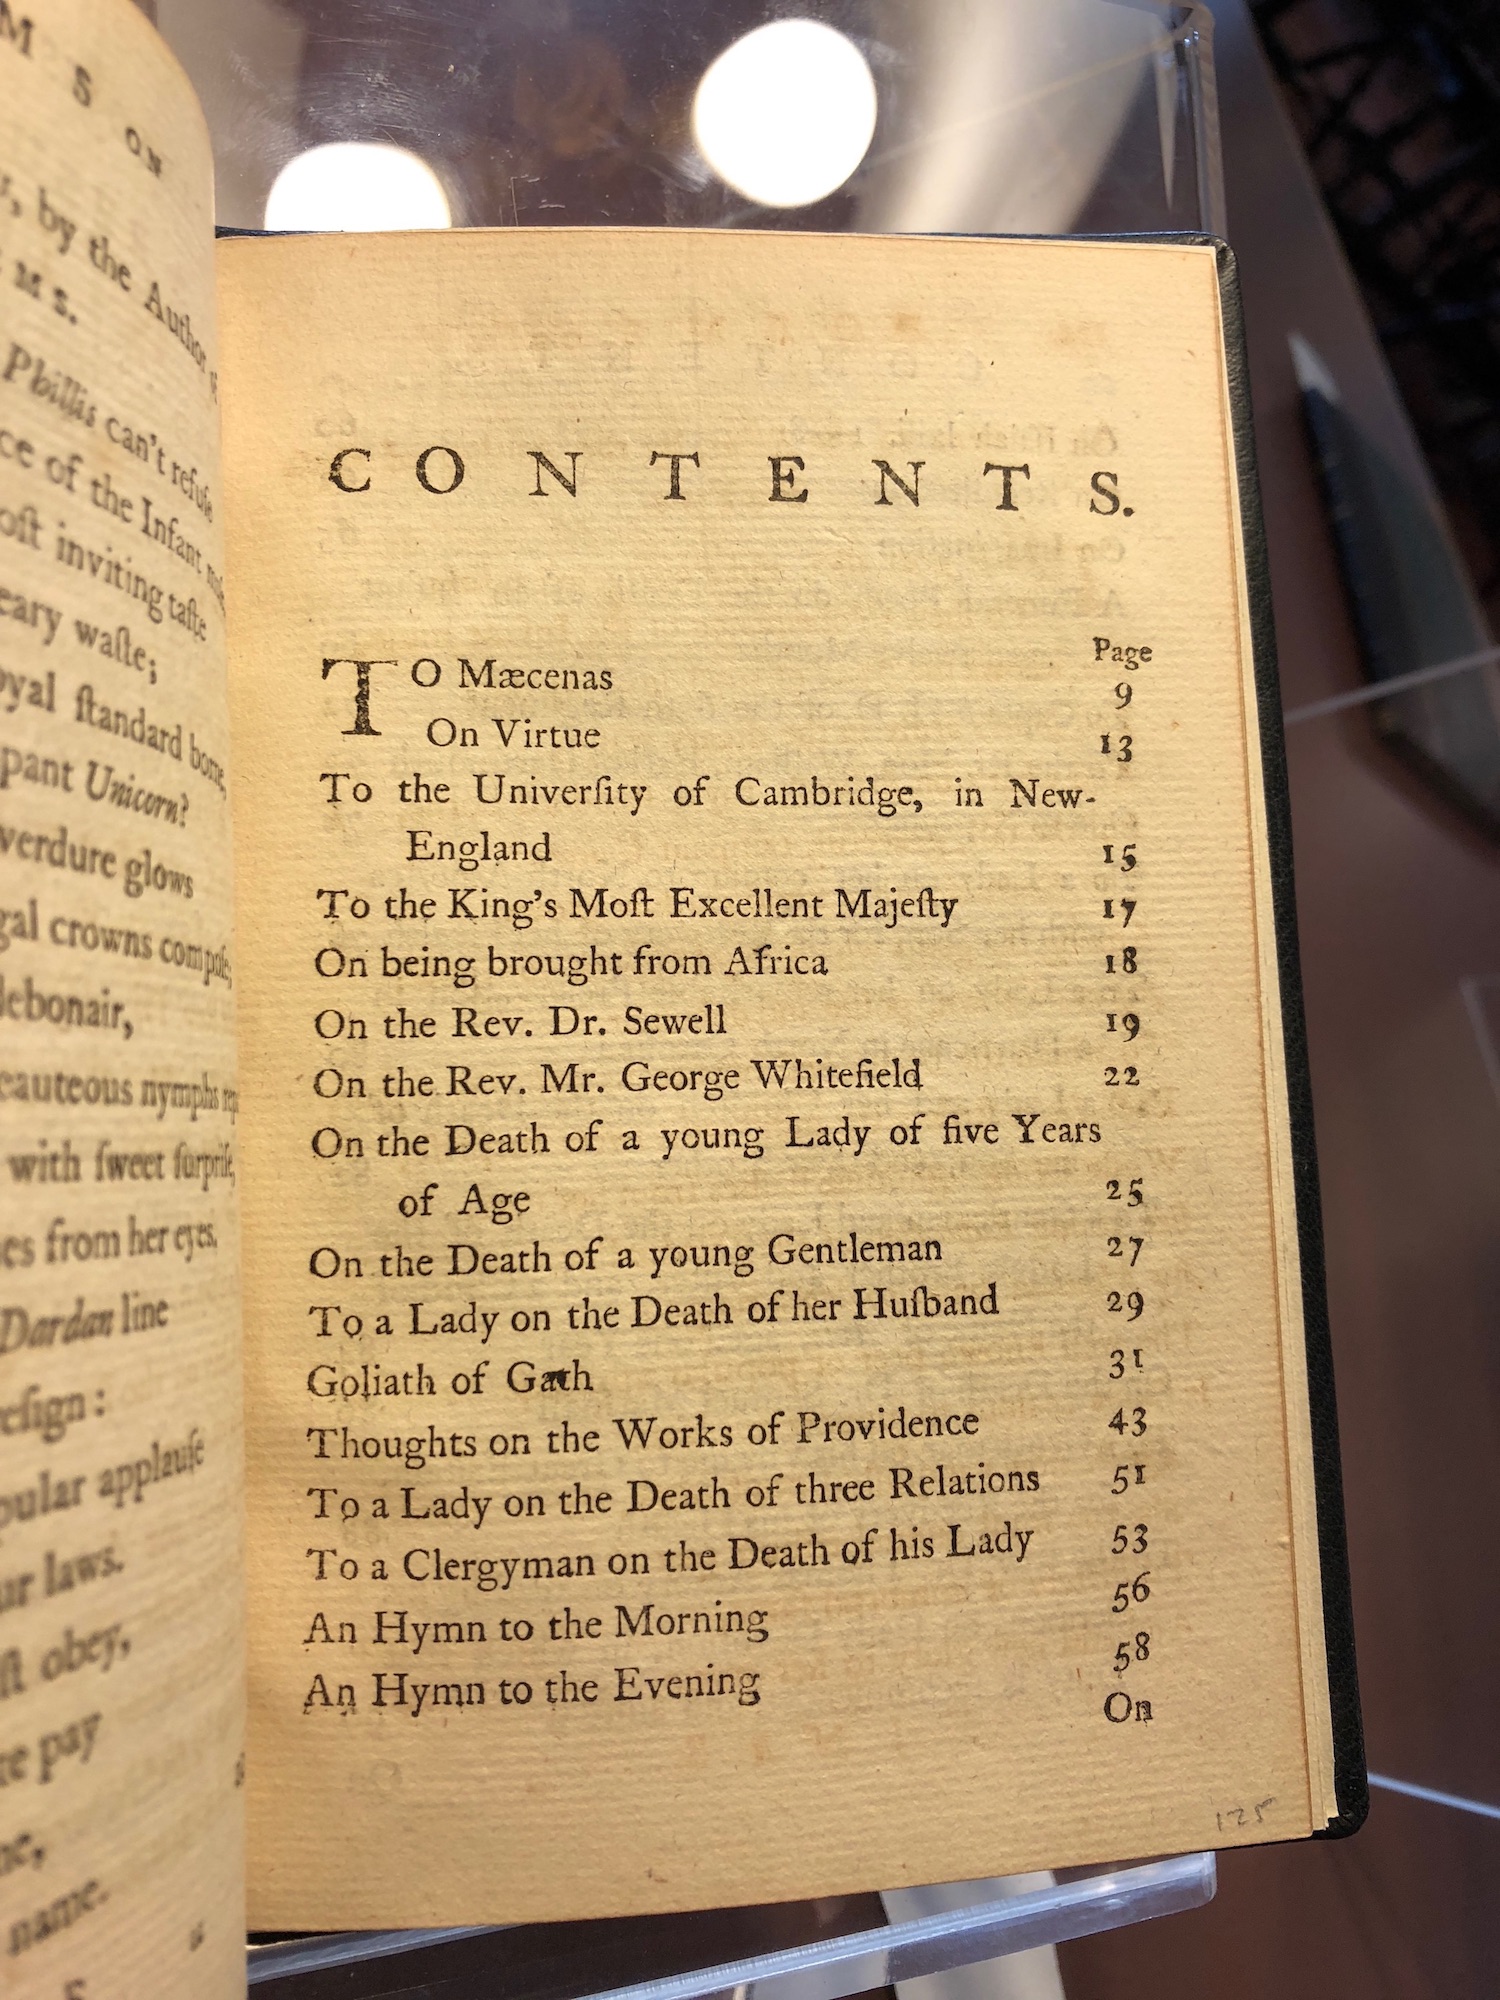 M S
ON
by the Author
M S.
Phillis can't refuſe
ce of the Infant
oſt inviting taſte
eary waſte;
oyal ſtandard borne,
pant Unicorn?
verdure glows
gal crowns compoſe,
debonair,
eauteous nymphs
with ſweet ſurpriſe,
es from her eyes.
Dardan line
eſign:
pular applauſe
ur laws.
ſt obey,
re pay
ne,
name.
CONTENTS.
Page
TO Mæcenas 9
On Virtue 13
To the Univerſity of Cambridge, in New-
England 15
To the King's Moſt Excellent Majeſty 17
On being brought from Africa 18
On the Rev. Dr. Sewell 19
On the Rev. Mr. George Whitefield 22
On the Death of a young Lady of five Years
of Age 25
On the Death of a young Gentleman 27
To a Lady on the Death of her Huſband 29
Goliath of Gath 31
Thoughts on the Works of Providence 43
To a Lady on the Death of three Relations 51
To a Clergyman on the Death of his Lady 53
An Hymn to the Morning 56
An Hymn to the Evening 58
On
125